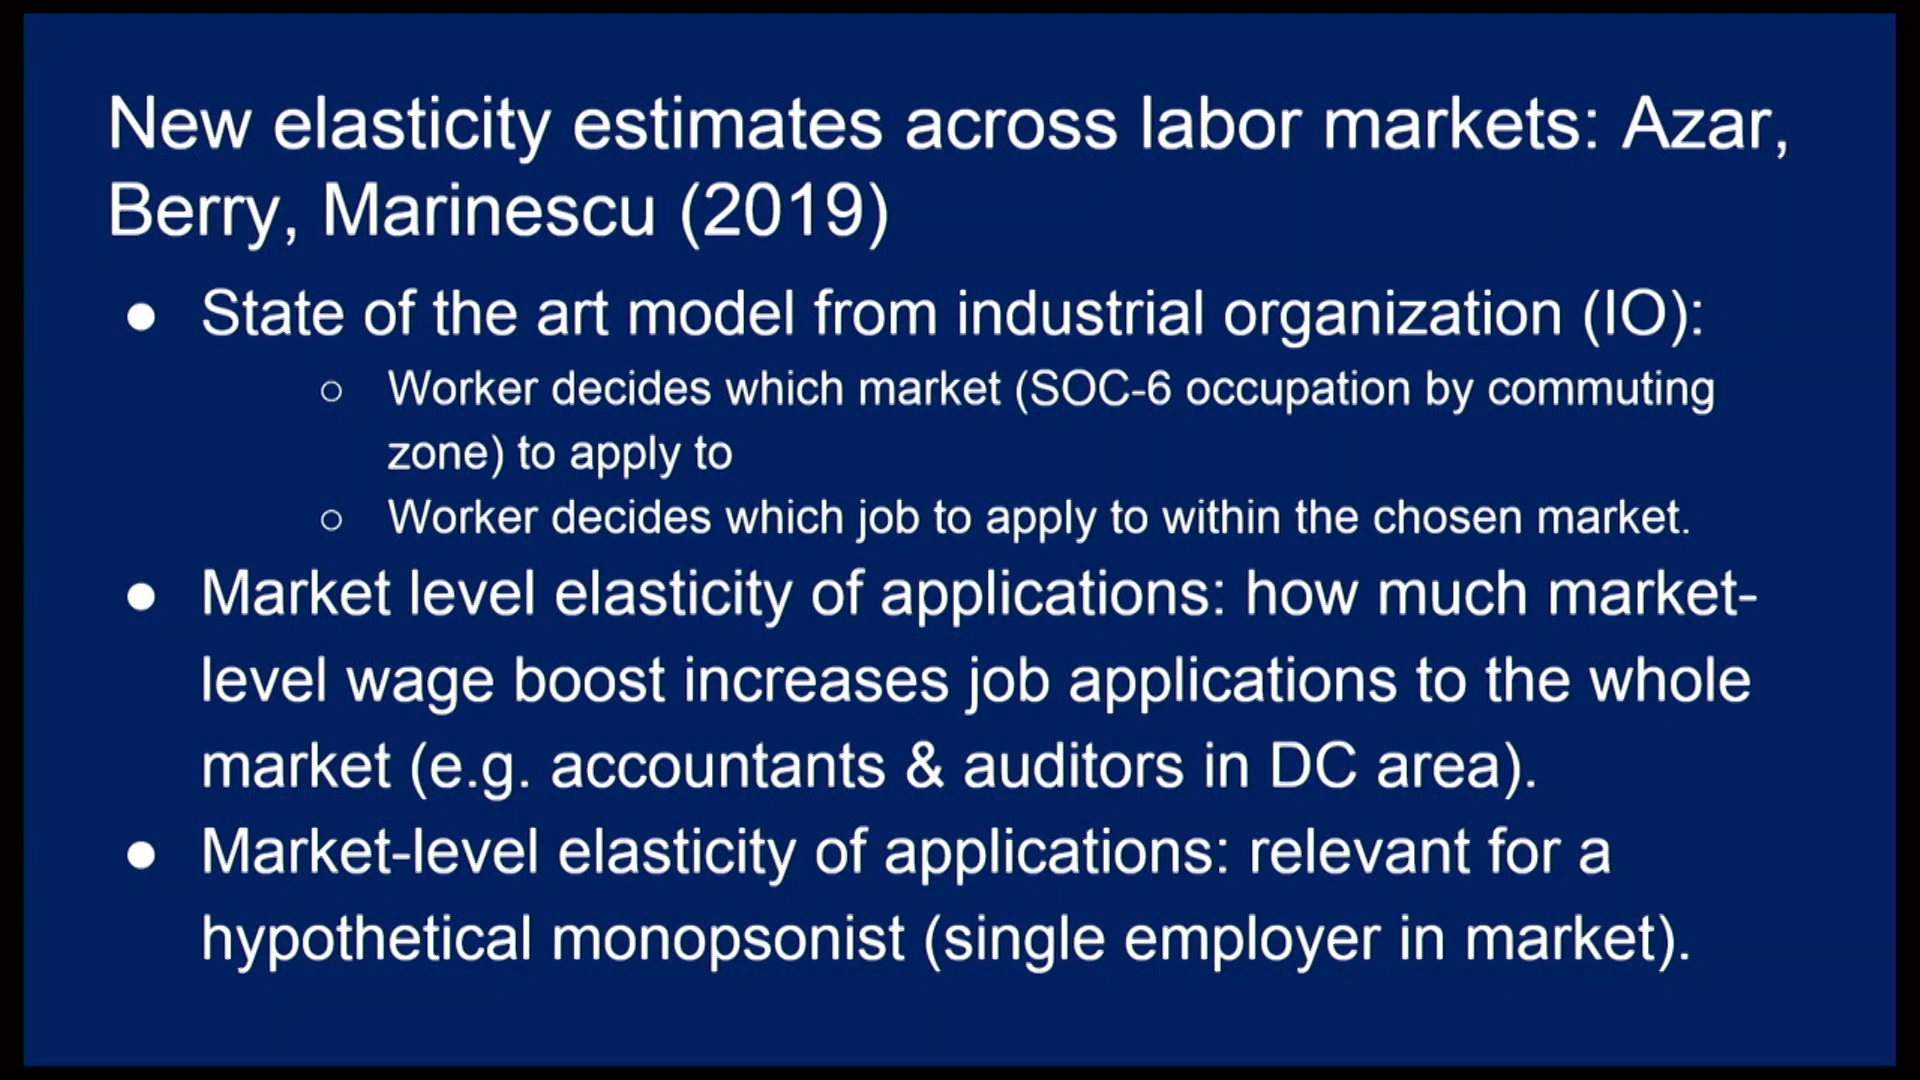 New elasticity estimates across labor markets: Azar,
Berry, Marinescu (2019)
● State of the art model from industrial organization (IO):
○ Worker decides which market (SOC-6 occupation by commuting
zone) to apply to
○ Worker decides which job to apply to within the chosen market.
● Market level elasticity of applications: how much market-
level wage boost increases job applications to the whole
market (e.g. accountants & auditors in DC area).
● Market-level elasticity of applications: relevant for a
hypothetical monopsonist (single employer in market).